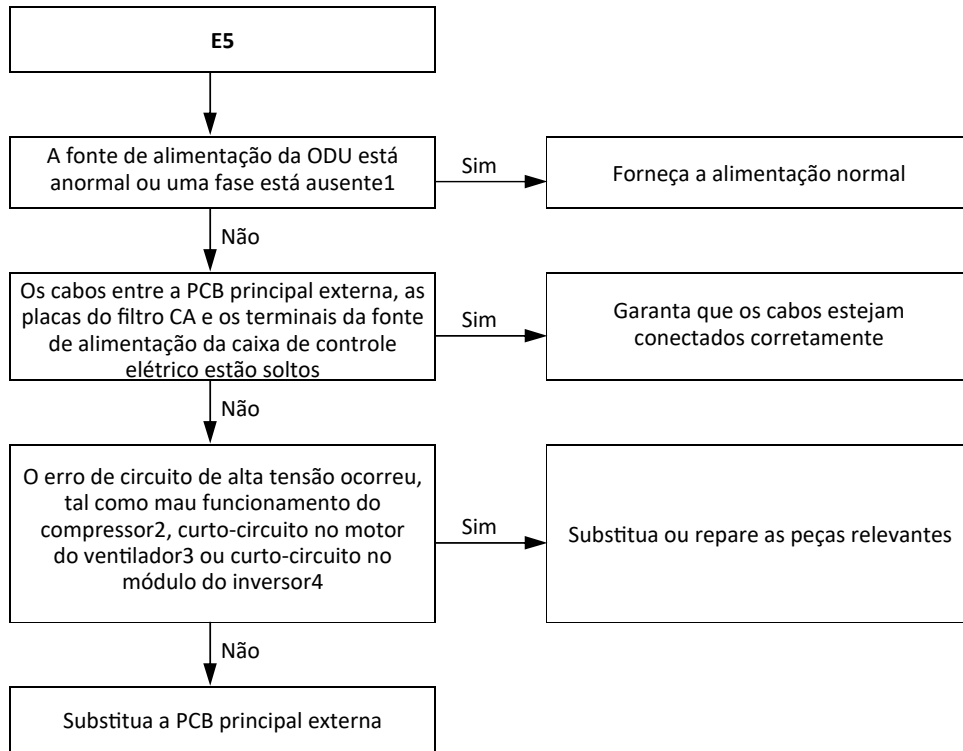 E5
A fonte de alimentação da ODU está
anormal ou uma fase está ausente1
Sim
Forneça a alimentação normal
Não
Os cabos entre a PCB principal externa, as
placas do filtro CA e os terminais da fonte
de alimentação da caixa de controle
elétrico estão soltos
Sim
Garanta que os cabos estejam
conectados corretamente
Não
O erro de circuito de alta tensão ocorreu,
tal como mau funcionamento do
compressor2, curto-circuito no motor
do ventilador3 ou curto-circuito no
módulo do inversor4
Sim
Substitua ou repare as peças relevantes
Não
Substitua a PCB principal externa